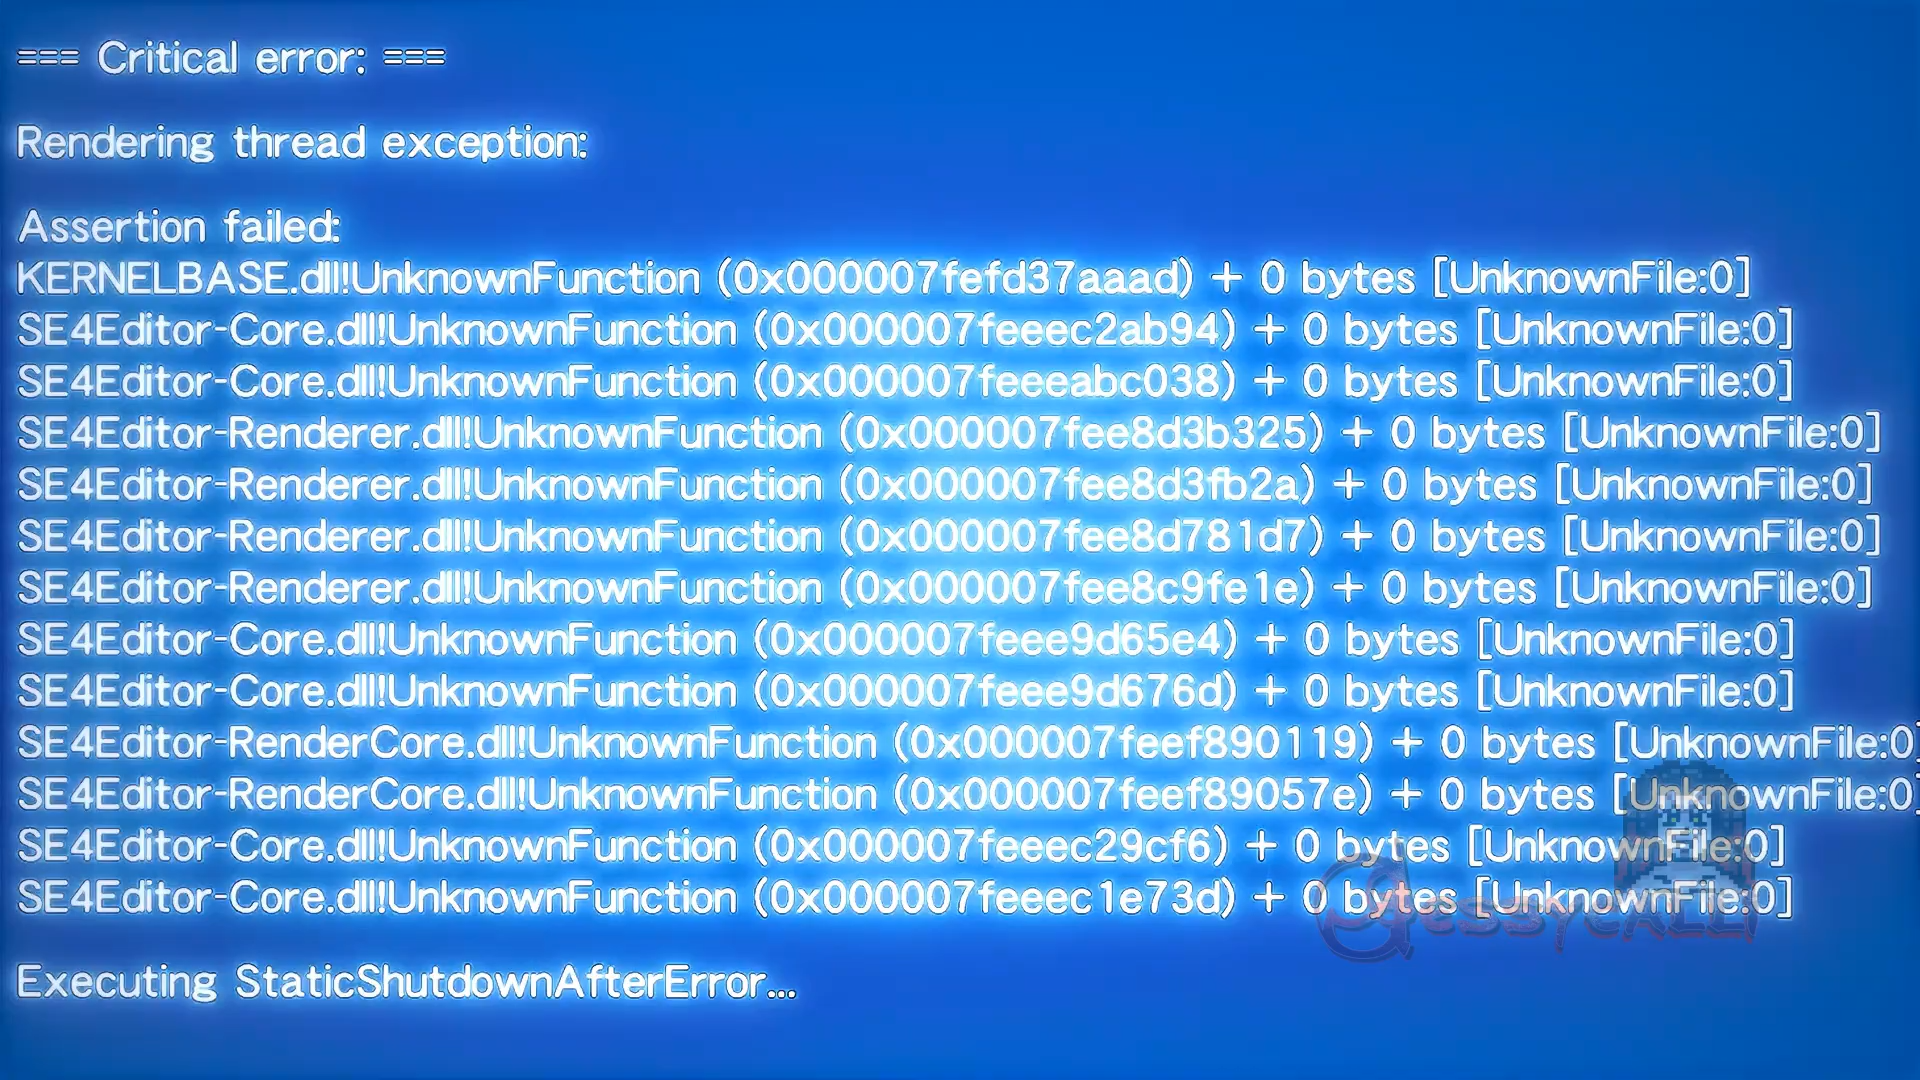 === Critical error: ===
Rendering thread exception:
Assertion failed:
KERNELBASE.dll!UnknownFunction (0x000007fefd37aaad) + 0 bytes [UnknownFile:0]
SE4Editor-Core.dll!UnknownFunction (0x000007feeec2ab94) + 0 bytes [UnknownFile:0]
SE4Editor-Core.dll!UnknownFunction (0x000007feeeabc038) + 0 bytes [UnknownFile:0]
SE4Editor-Renderer.dll!UnknownFunction (0x000007fee8d3b325) + 0 bytes [UnknownFile:0]
SE4Editor-Renderer.dll!UnknownFunction (0x000007fee8d3fb2a) + 0 bytes [UnknownFile:0]
SE4Editor-Renderer.dll!UnknownFunction (0x000007fee8d781d7) + 0 bytes [UnknownFile:0]
SE4Editor-Renderer.dll!UnknownFunction (0x000007fee8c9fe1e) + 0 bytes [UnknownFile:0]
SE4Editor-Core.dll!UnknownFunction (0x000007feee9d65e4) + 0 bytes [UnknownFile:0]
SE4Editor-Core.dll!UnknownFunction (0x000007feee9d676d) + 0 bytes [UnknownFile:0]
SE4Editor-RenderCore.dll!UnknownFunction (0x000007feef890119) + 0 bytes [UnknownFile:0]
SE4Editor-RenderCore.dll!UnknownFunction (0x000007feef89057e) + 0 bytes [UnknownFile:0]
SE4Editor-Core.dll!UnknownFunction (0x000007feeec29cf6) + 0 bytes [UnknownFile:0]
SE4Editor-Core.dll!UnknownFunction (0x000007feeec1e73d) + 0 bytes [UnknownFile:0]
Executing StaticShutdownAfterError...